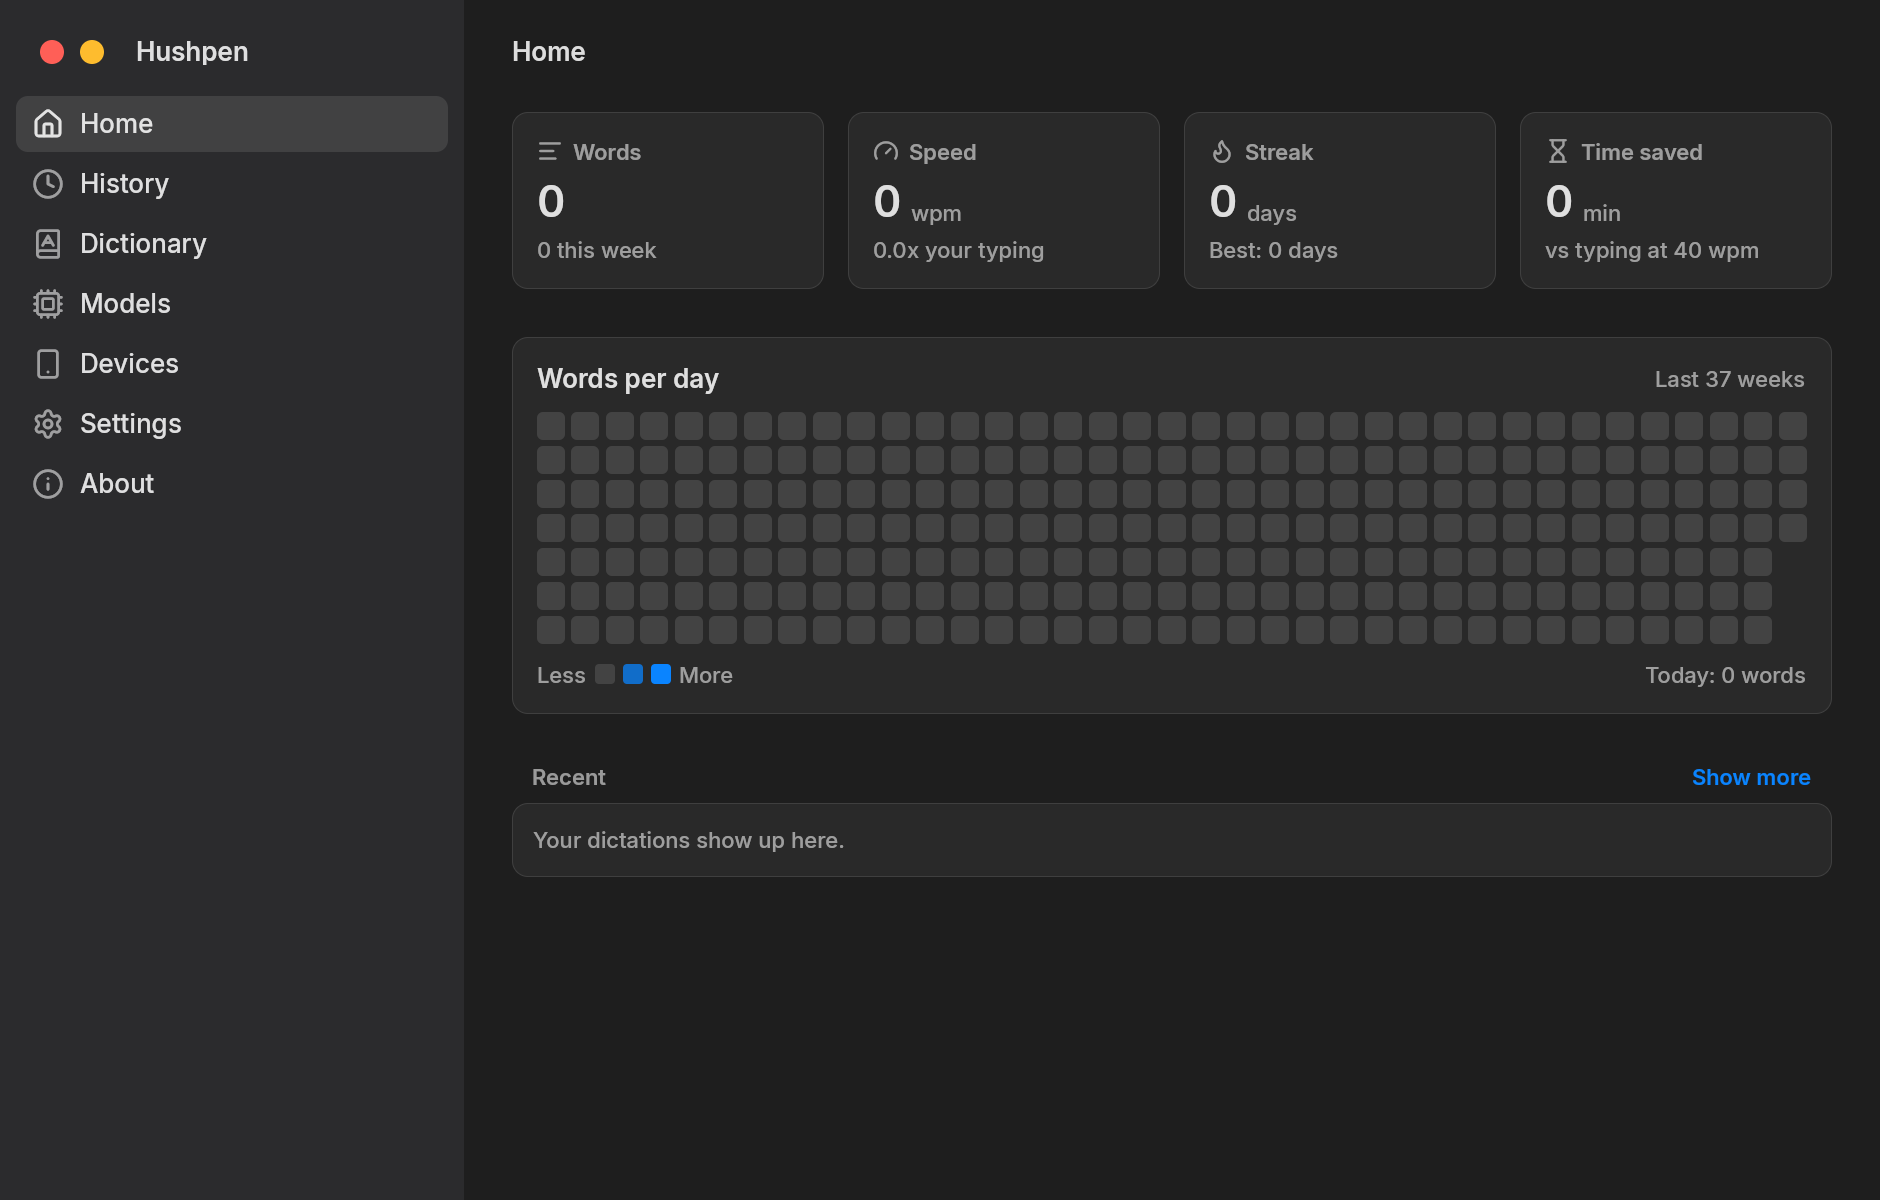 Hushpen
Home
History
Dictionary
Models
Devices
Settings
About
Home
Words
0
0 this week
Speed
0 wpm
0.0x your typing
Streak
0 days
Best: 0 days
Time saved
0 min
vs typing at 40 wpm
Words per day
Last 37 weeks
Less
More
Today: 0 words
Recent
Show more
Your dictations show up here.